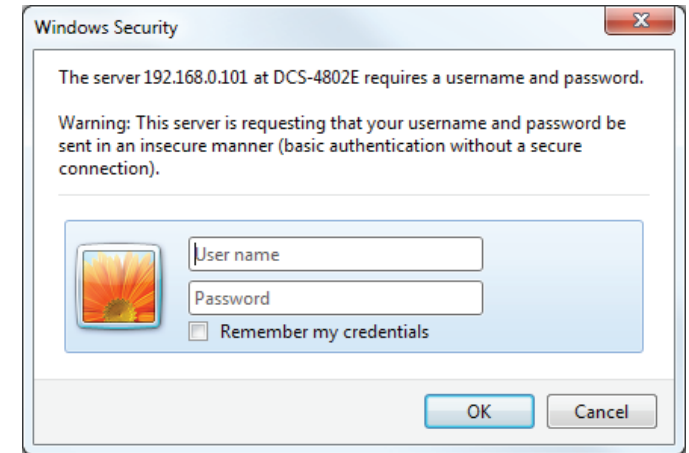 Windows Security
The server 192.168.0.101 at DCS-4802E requires a username and password.
Warning: This server is requesting that your username and password be
sent in an insecure manner (basic authentication without a secure
connection).
User name
Password
Remember my credentials
OK
Cancel